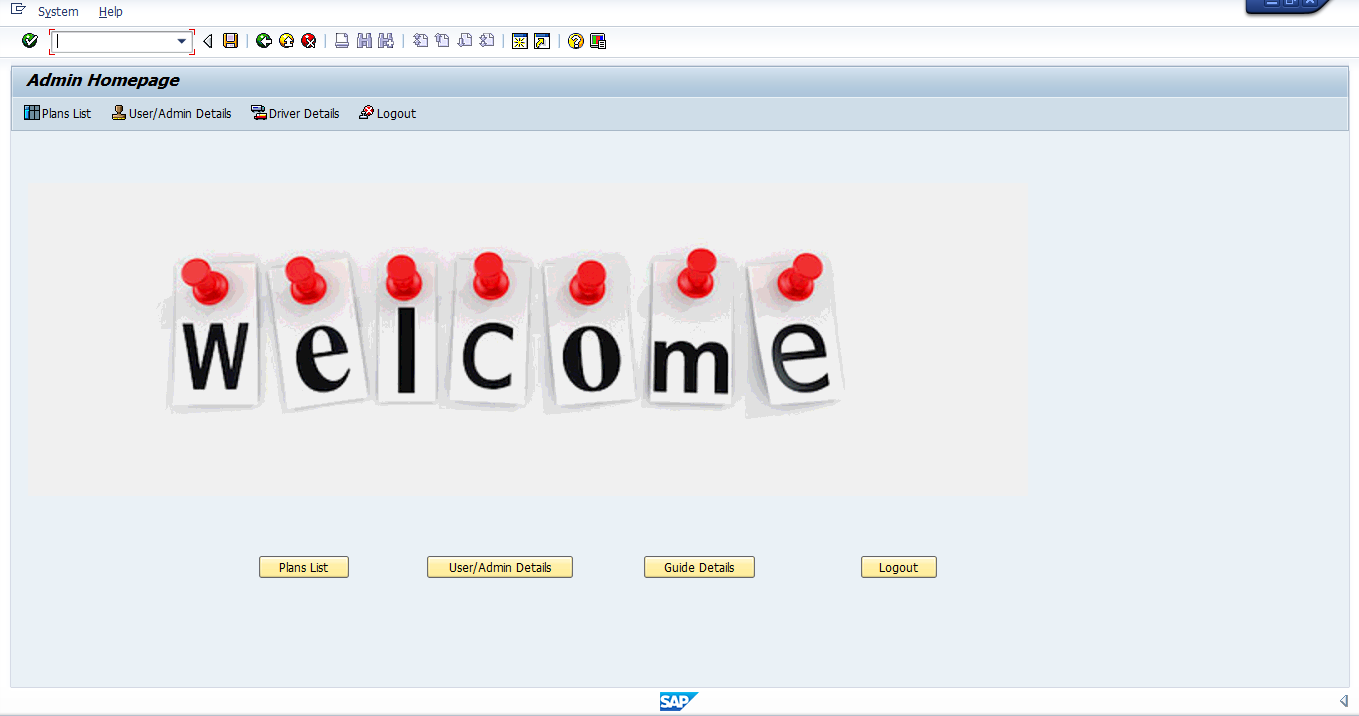 System Help
Admin Homepage
Plans List User/Admin Details Driver Details Logout
Welcome
Plans List User/Admin Details Guide Details Logout
SAP